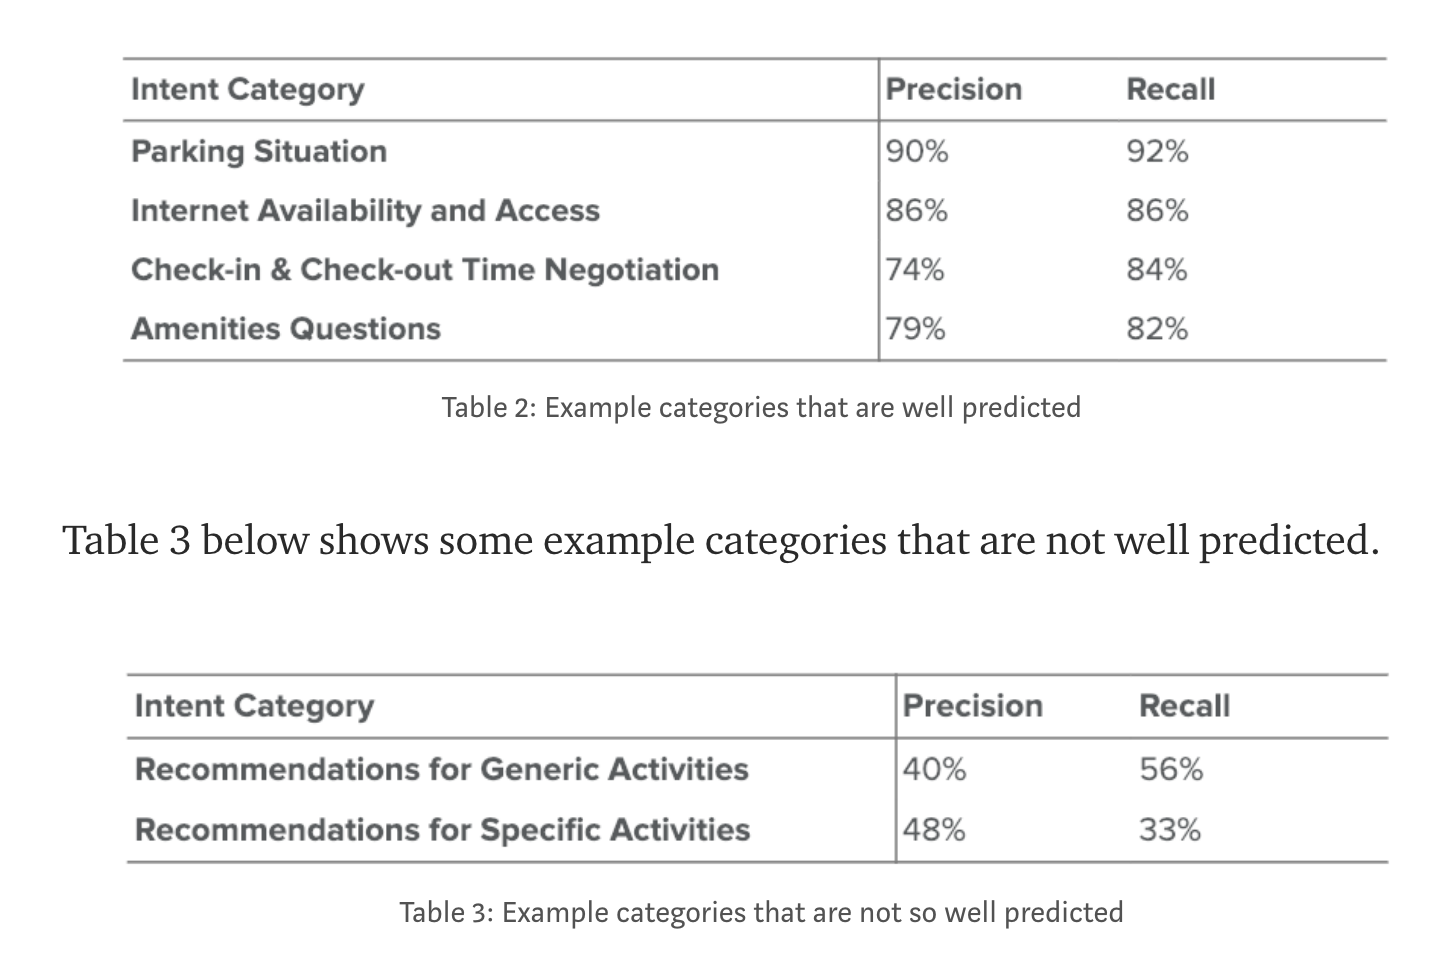 Intent Category Precision Recall
Parking Situation 90% 92%
Internet Availability and Access 86% 86%
Check-in & Check-out Time Negotiation 74% 84%
Amenities Questions 79% 82%
Table 2: Example categories that are well predicted
Table 3 below shows some example categories that are not well predicted.
Intent Category Precision Recall
Recommendations for Generic Activities 40% 56%
Recommendations for Specific Activities 48% 33%
Table 3: Example categories that are not so well predicted